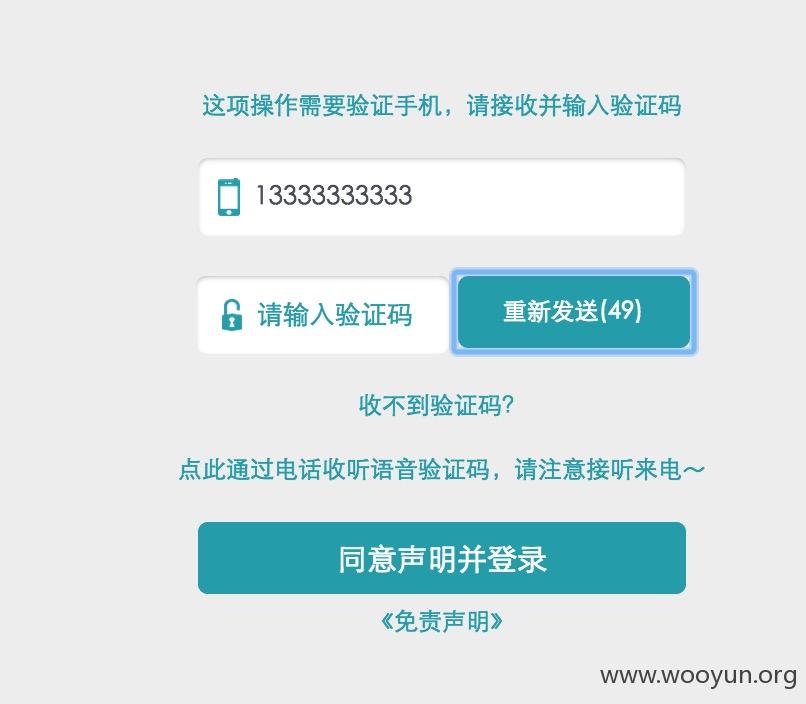 这项操作需要验证手机，请接收并输入验证码
13333333333
请输入验证码
重新发送(49)
收不到验证码?
点此通过电话收听语音验证码，请注意接听来电～
同意声明并登录
《免责声明》
www.wooyun.org